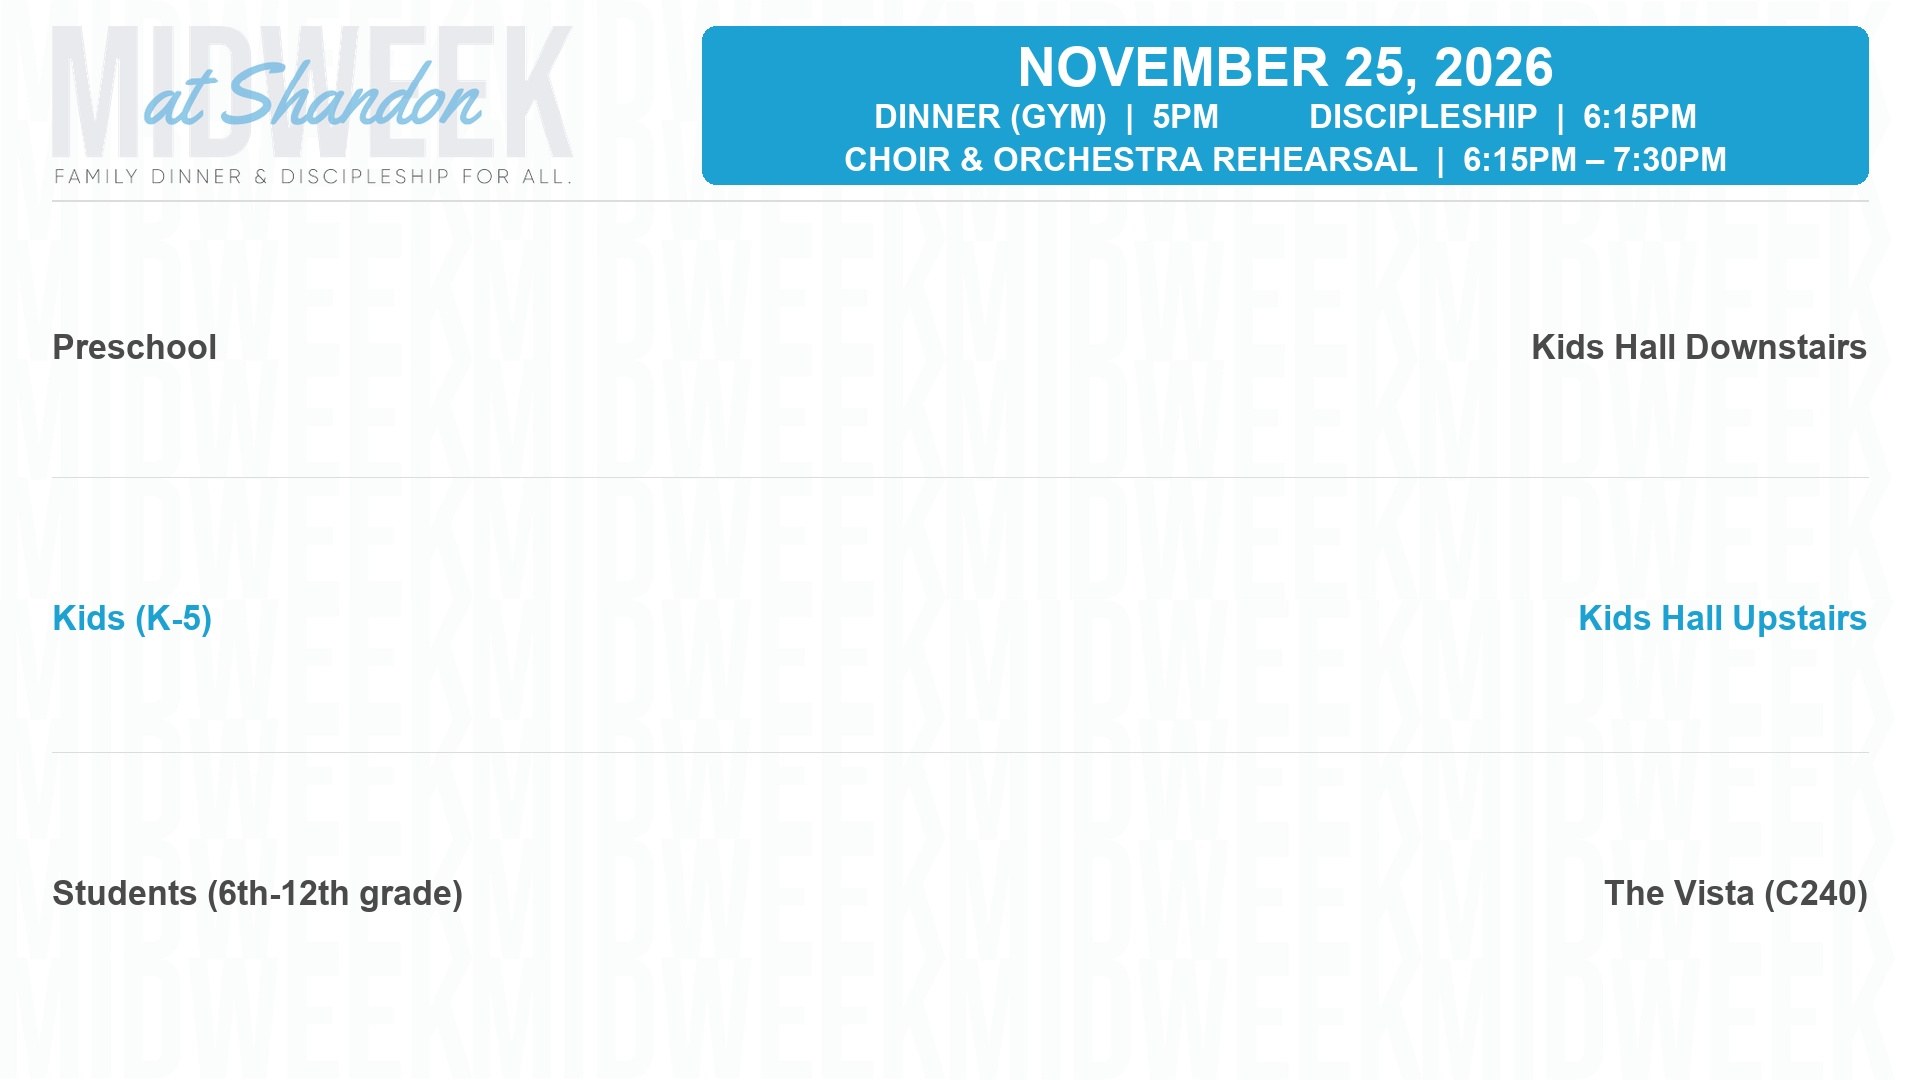 MIDWEEK
at Shandon
FAMILY DINNER & DISCIPLESHIP FOR ALL.
NOVEMBER 25, 2026
DINNER (GYM) | 5PM DISCIPLESHIP | 6:15PM
CHOIR & ORCHESTRA REHEARSAL | 6:15PM – 7:30PM
Preschool Kids Hall Downstairs
Kids (K-5) Kids Hall Upstairs
Students (6th-12th grade) The Vista (C240)